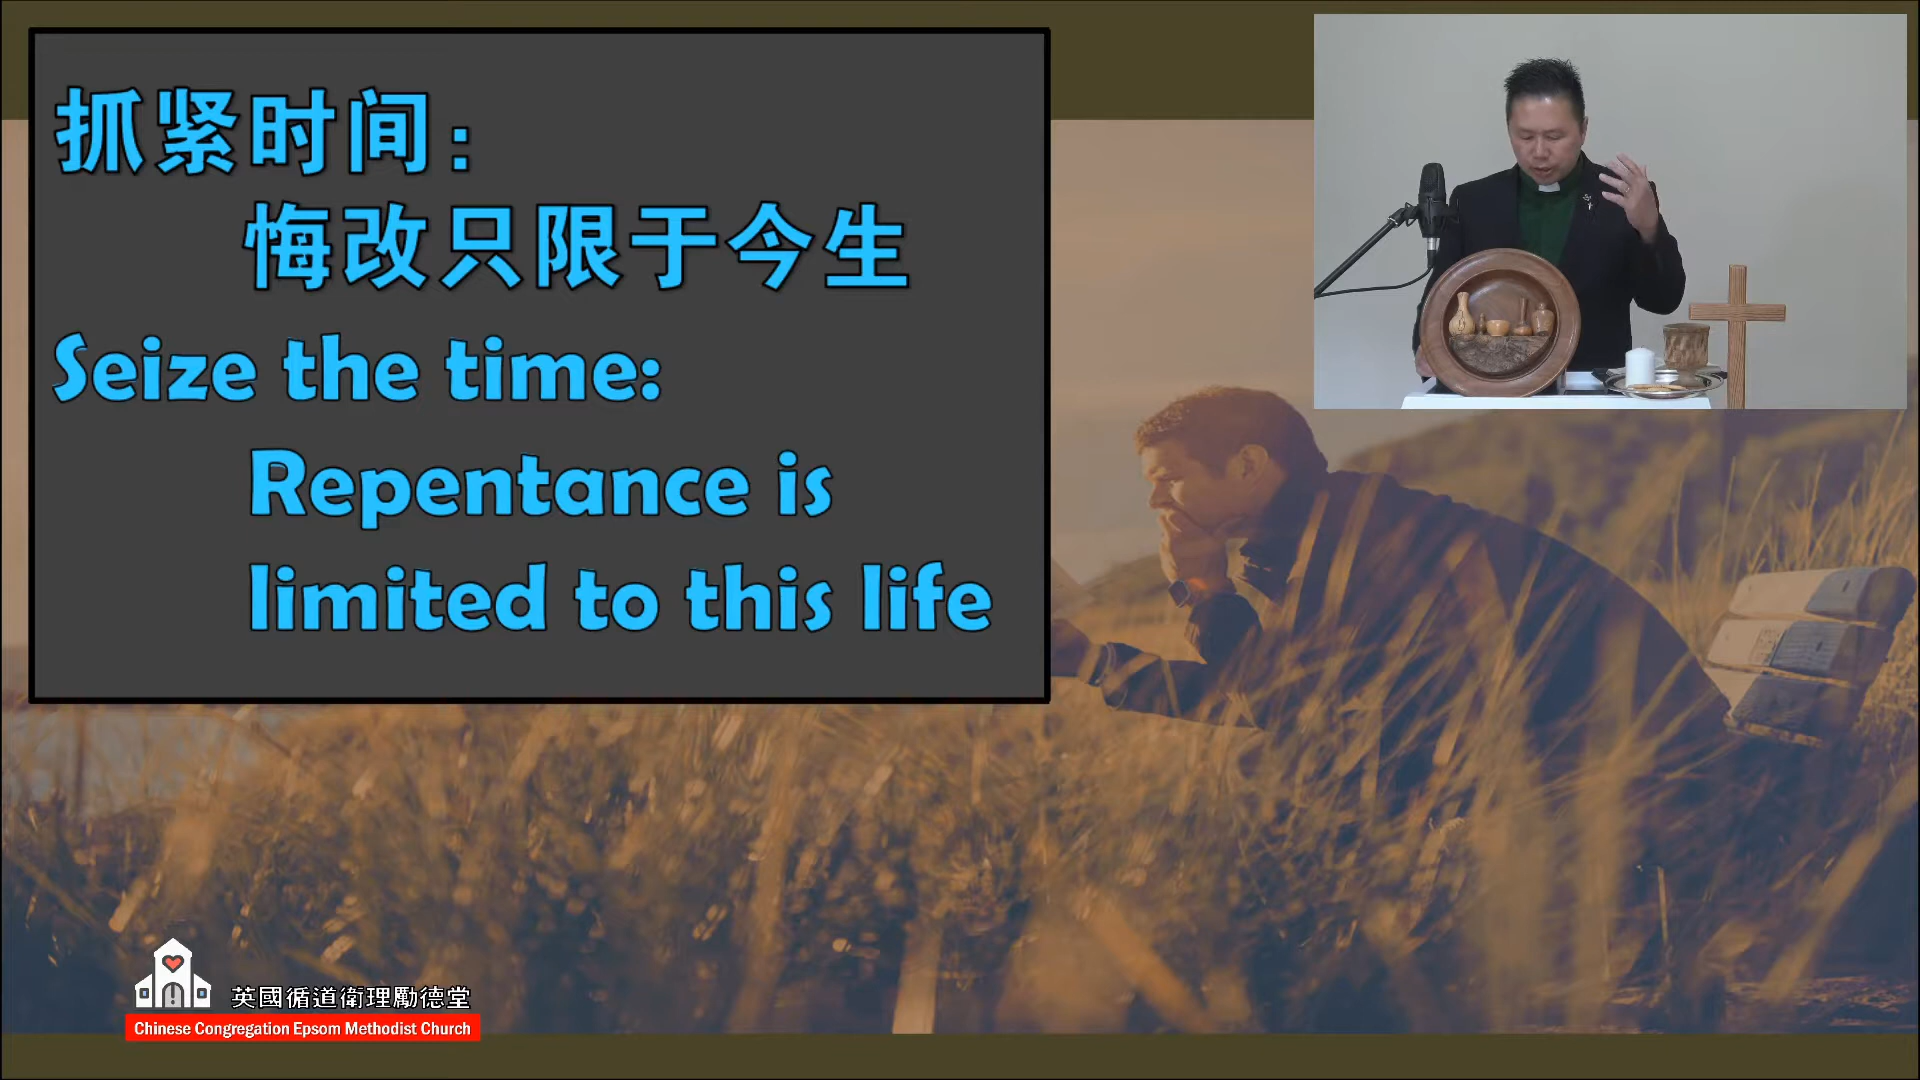 抓紧时间：
悔改只限于今生
Seize the time:
Repentance is
limited to this life
英國循道衛理勵德堂
Chinese Congregation Epsom Methodist Church